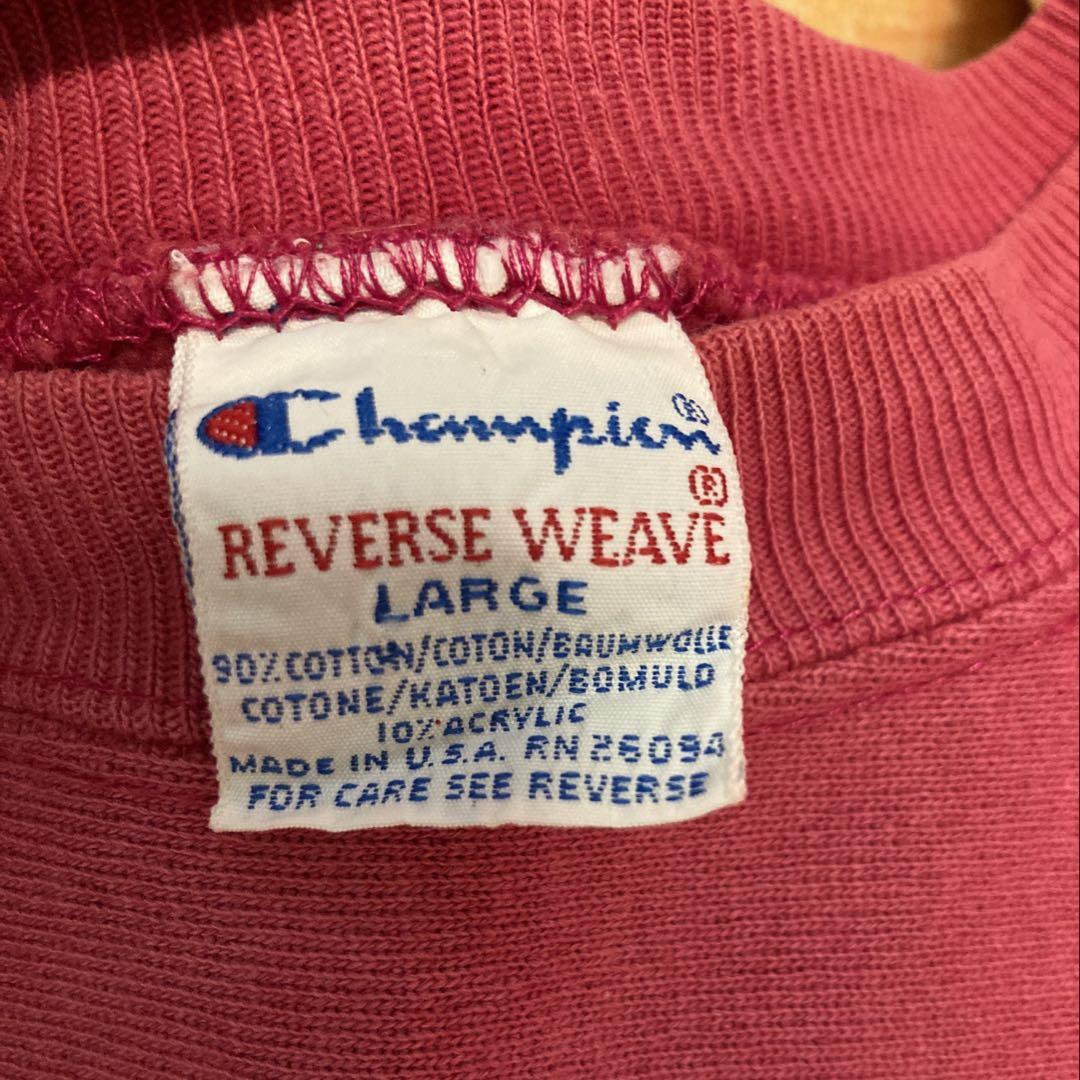 Champion®
REVERSE WEAVE®
LARGE
90% COTTON/COTON/BAUMWOLLE
COTONE/KATOEN/BOMULD
10% ACRYLIC
MADE IN U.S.A. RN 26094
FOR CARE SEE REVERSE